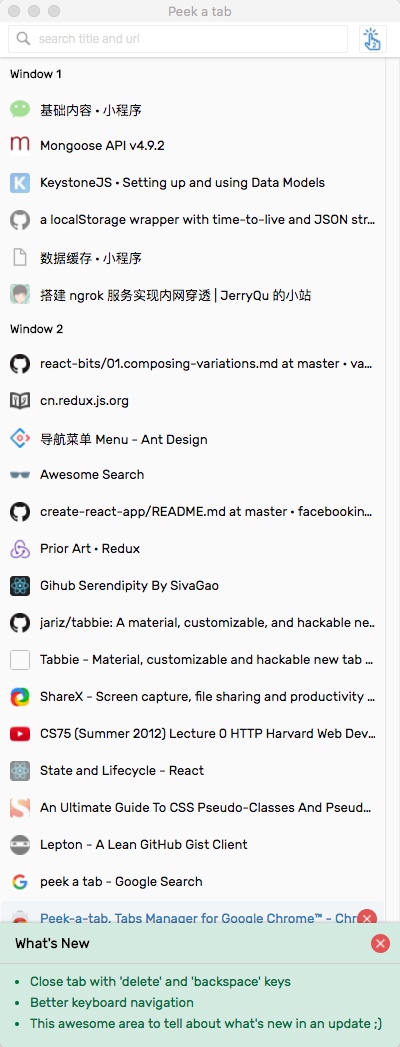 Peek a tab
search title and url
Window 1
基础内容 • 小程序
Mongoose API v4.9.2
KeystoneJS • Setting up and using Data Models
a localStorage wrapper with time-to-live and JSON str...
数据缓存 • 小程序
搭建 ngrok 服务实现内网穿透 | JerryQu 的小站
Window 2
react-bits/01.composing-variations.md at master • va...
cn.redux.js.org
导航菜单 Menu - Ant Design
Awesome Search
create-react-app/README.md at master • facebookin...
Prior Art • Redux
Gihub Serendipity By SivaGao
jariz/tabbie: A material, customizable, and hackable ne..
Tabbie - Material, customizable and hackable new tab ...
ShareX - Screen capture, file sharing and productivity ...
CS75 (Summer 2012) Lecture 0 HTTP Harvard Web Dev...
State and Lifecycle - React
An Ultimate Guide To CSS Pseudo-Classes And Pseud...
Lepton - A Lean GitHub Gist Client
peek a tab - Google Search
Peek-a-tab, Tabs Manager for Google Chrome™ - Chr
What's New
• Close tab with 'delete' and 'backspace' keys
• Better keyboard navigation
• This awesome area to tell about what's new in an update ;)